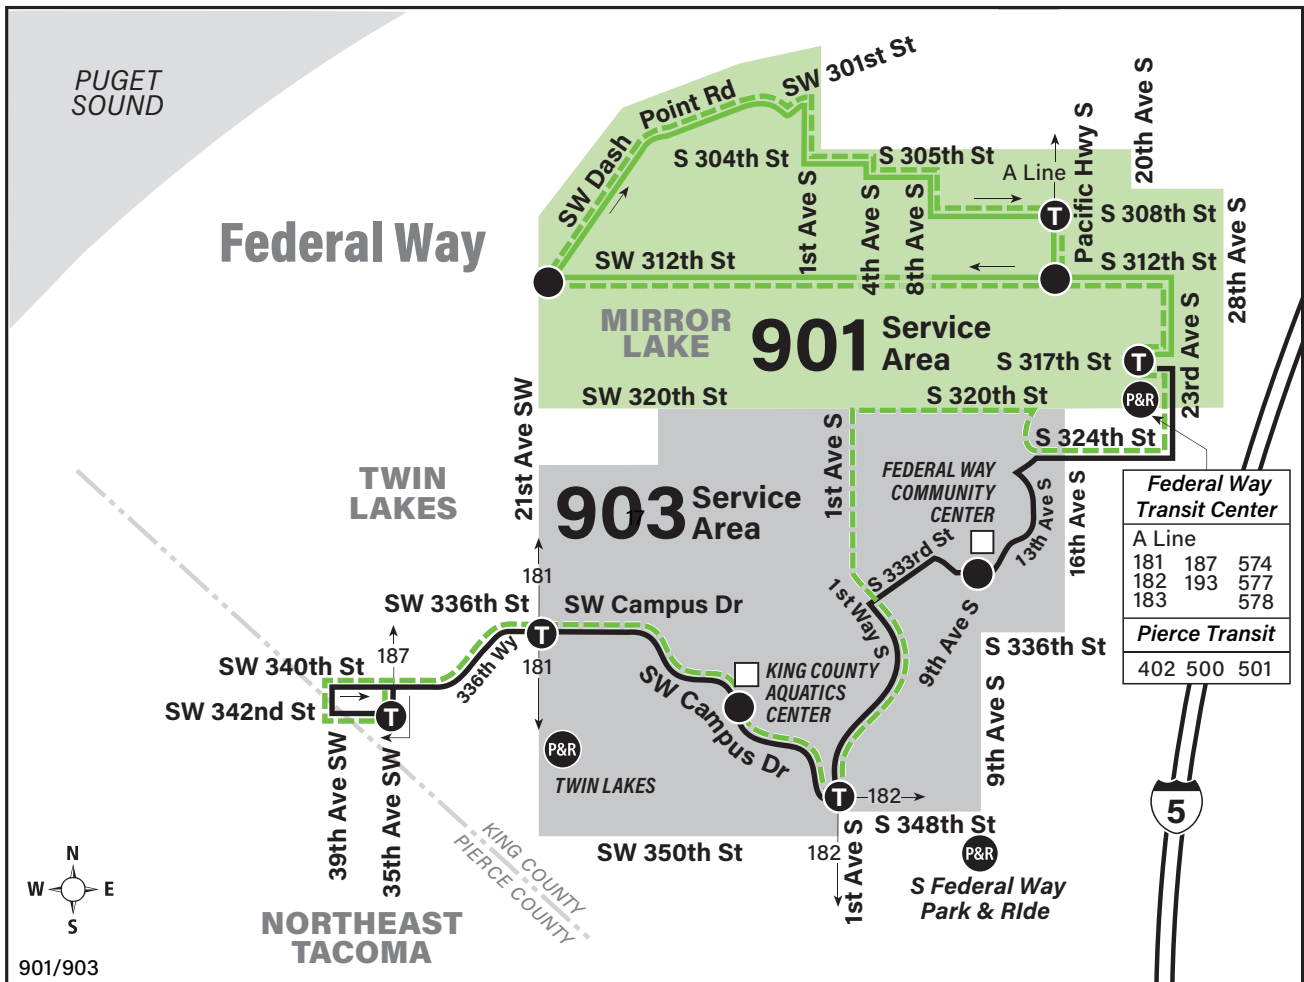 PUGET
SOUND
SW 301st St
Point Rd
SW Dash
S 304th St
S 305th St
A Line
Pacific Hwy S
20th Ave S
T
S 308th St
Federal Way
SW 312th St
1st Ave S
4th Ave S
8th Ave S
S 312th St
28th Ave S
MIRROR
LAKE
901
Service
Area
S 317th St
T
23rd Ave S
P&R
SW 320th St
S 320th St
21st Ave SW
1st Ave S
S 324th St
TWIN
LAKES
903
17
Service
Area
FEDERAL WAY
COMMUNITY
CENTER
13th Ave S
16th Ave S
Federal Way
Transit Center
A Line
181 187 574
182 193 577
183 578
Pierce Transit
402 500 501
S 333rd St
1st Way S
9th Ave S
181
SW 336th St
SW Campus Dr
T
181
336th Wy
S 336th St
187
SW 340th St
SW 342nd St
T
KING COUNTY
AQUATICS
CENTER
SW Campus Dr
P&R
TWIN LAKES
9th Ave S
39th Ave SW
35th Ave SW
T
182
S 348th St
182
1st Ave S
SW 350th St
P&R
S Federal Way
Park & RIde
5
KING COUNTY
PIERCE COUNTY
N
W
E
S
NORTHEAST
TACOMA
901/903